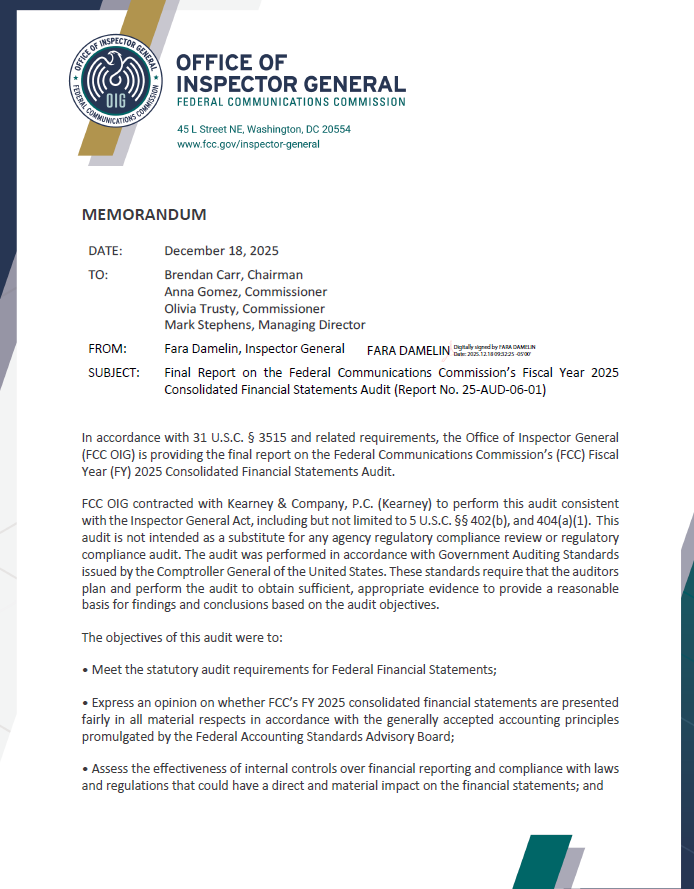 OFFICE OF INSPECTOR GENERAL
FEDERAL COMMUNICATIONS COMMISSION
OIG
OFFICE OF
INSPECTOR GENERAL
FEDERAL COMMUNICATIONS COMMISSION
45 L Street NE, Washington, DC 20554
www.fcc.gov/inspector-general
MEMORANDUM
DATE: December 18, 2025
TO: Brendan Carr, Chairman
Anna Gomez, Commissioner
Olivia Trusty, Commissioner
Mark Stephens, Managing Director
FROM: Fara Damelin, Inspector General FARA DAMELIN Digitally signed by FARA DAMELIN
Date: 2025.12.18 09:52:25 -05'00'
SUBJECT: Final Report on the Federal Communications Commission's Fiscal Year 2025
Consolidated Financial Statements Audit (Report No. 25-AUD-06-01)
In accordance with 31 U.S.C. § 3515 and related requirements, the Office of Inspector General
(FCC OIG) is providing the final report on the Federal Communications Commission's (FCC) Fiscal
Year (FY) 2025 Consolidated Financial Statements Audit.
FCC OIG contracted with Kearney & Company, P.C. (Kearney) to perform this audit consistent
with the Inspector General Act, including but not limited to 5 U.S.C. §§ 402(b), and 404(a)(1). This
audit is not intended as a substitute for any agency regulatory compliance review or regulatory
compliance audit. The audit was performed in accordance with Government Auditing Standards
issued by the Comptroller General of the United States. These standards require that the auditors
plan and perform the audit to obtain sufficient, appropriate evidence to provide a reasonable
basis for findings and conclusions based on the audit objectives.
The objectives of this audit were to:
• Meet the statutory audit requirements for Federal Financial Statements;
• Express an opinion on whether FCC's FY 2025 consolidated financial statements are presented
fairly in all material respects in accordance with the generally accepted accounting principles
promulgated by the Federal Accounting Standards Advisory Board;
• Assess the effectiveness of internal controls over financial reporting and compliance with laws
and regulations that could have a direct and material impact on the financial statements; and